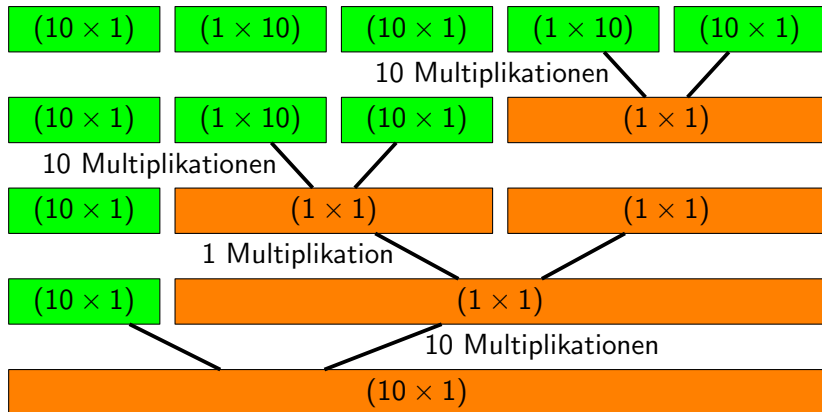 (10 × 1) (1 × 10) (10 × 1) (1 × 10) (10 × 1)
10 Multiplikationen
(10 × 1) (1 × 10) (10 × 1) (1 × 1)
10 Multiplikationen
(10 × 1) (1 × 1) (1 × 1)
1 Multiplikation
(10 × 1) (1 × 1)
10 Multiplikationen
(10 × 1)